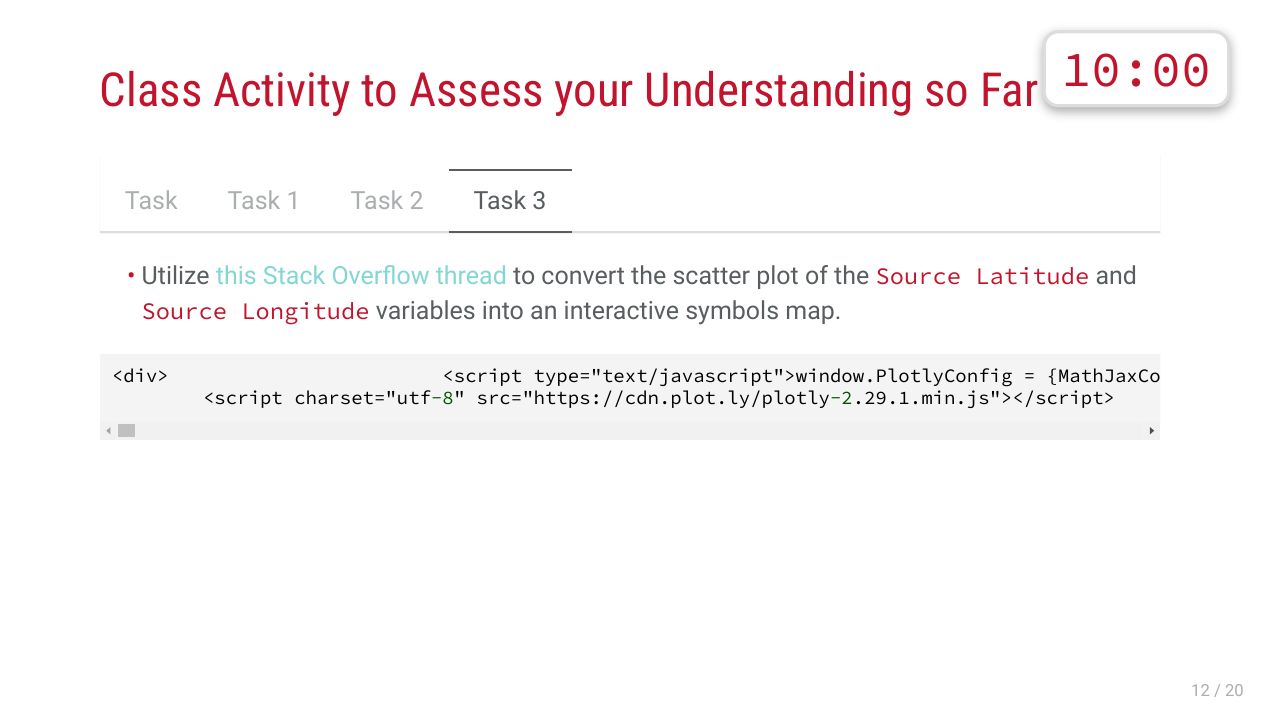 Class Activity to Assess your Understanding so Far
10:00
Task Task 1 Task 2 Task 3
• Utilize this Stack Overflow thread to convert the scatter plot of the Source Latitude and
Source Longitude variables into an interactive symbols map.
<div>                        <script type="text/javascript">window.PlotlyConfig = {MathJaxCo
        <script charset="utf-8" src="https://cdn.plot.ly/plotly-2.29.1.min.js"></script>
12 / 20